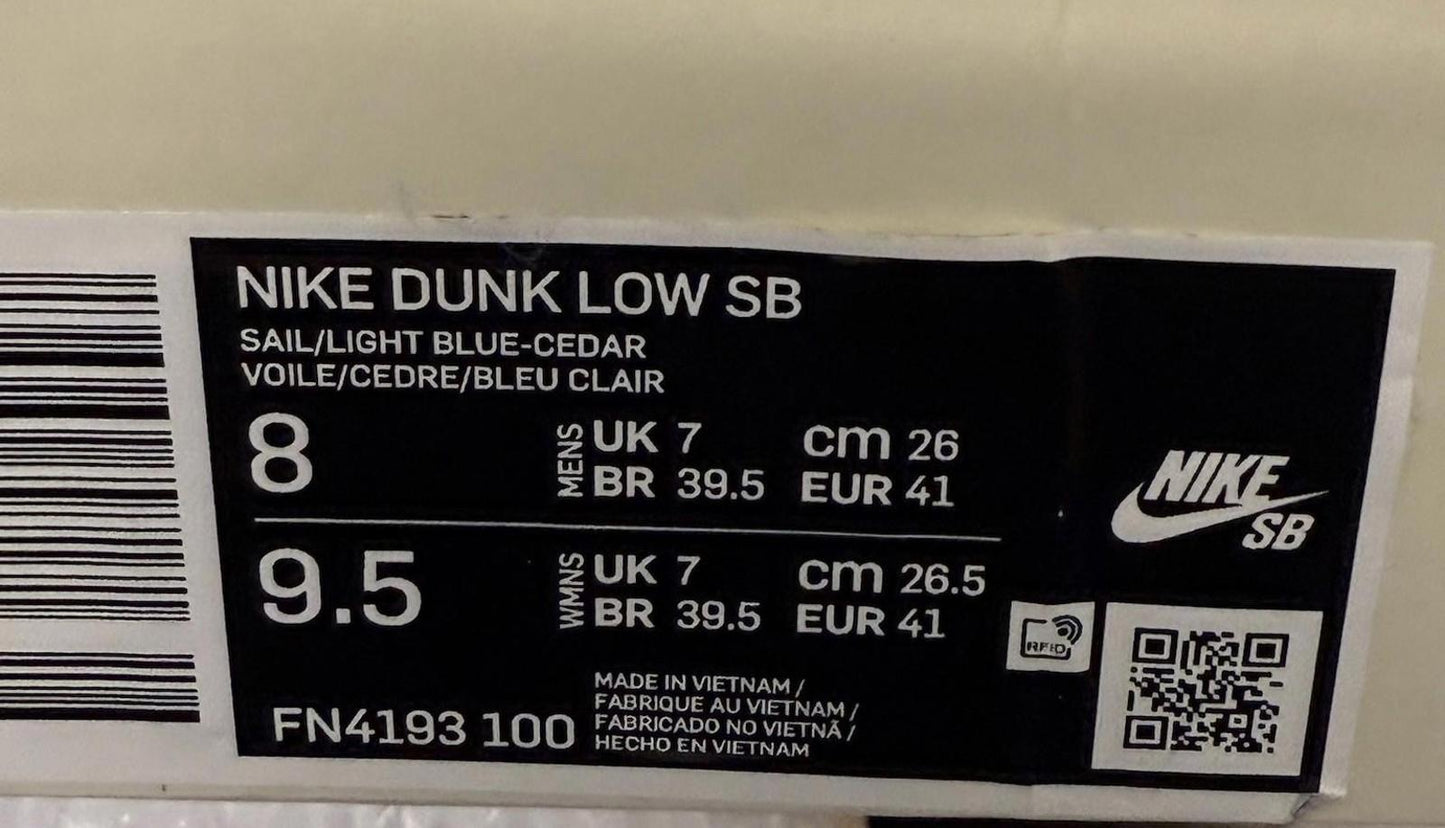 NIKE DUNK LOW SB
SAIL/LIGHT BLUE-CEDAR
VOILE/CEDRE/BLEU CLAIR
8 MENS UK 7 cm 26
BR 39.5 EUR 41
9.5 WMNS UK 7 cm 26.5
BR 39.5 EUR 41
NIKE
SB
RFID
FN4193 100
MADE IN VIETNAM /
FABRIQUE AU VIETNAM /
FABRICADO NO VIETNÃ /
HECHO EN VIETNAM